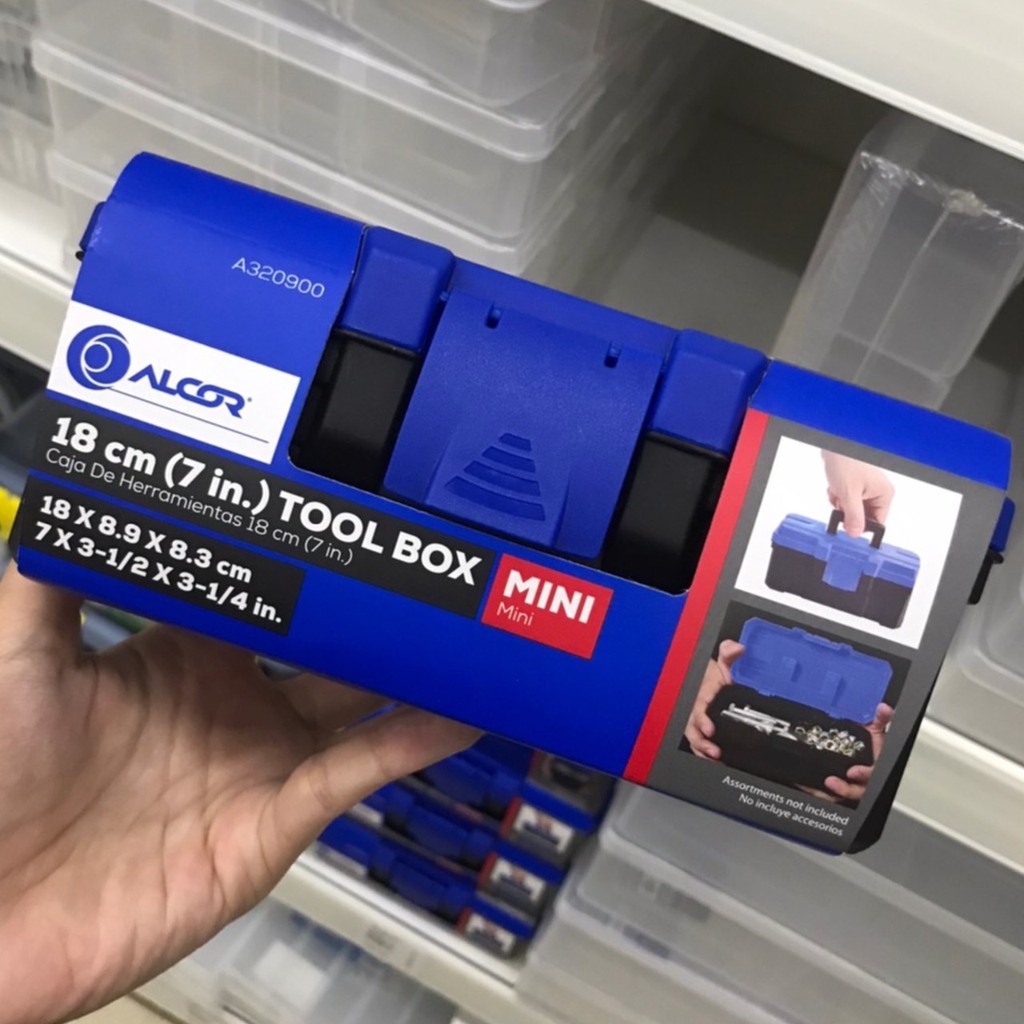 A320900
ALCOR
18 cm (7 in.) TOOL BOX
Caja De Herramientas 18 cm (7 in.)
18 X 8.9 X 8.3 cm
7 X 3-1/2 X 3-1/4 in.
MINI
Mini
Assortments not included
No incluye accesorios